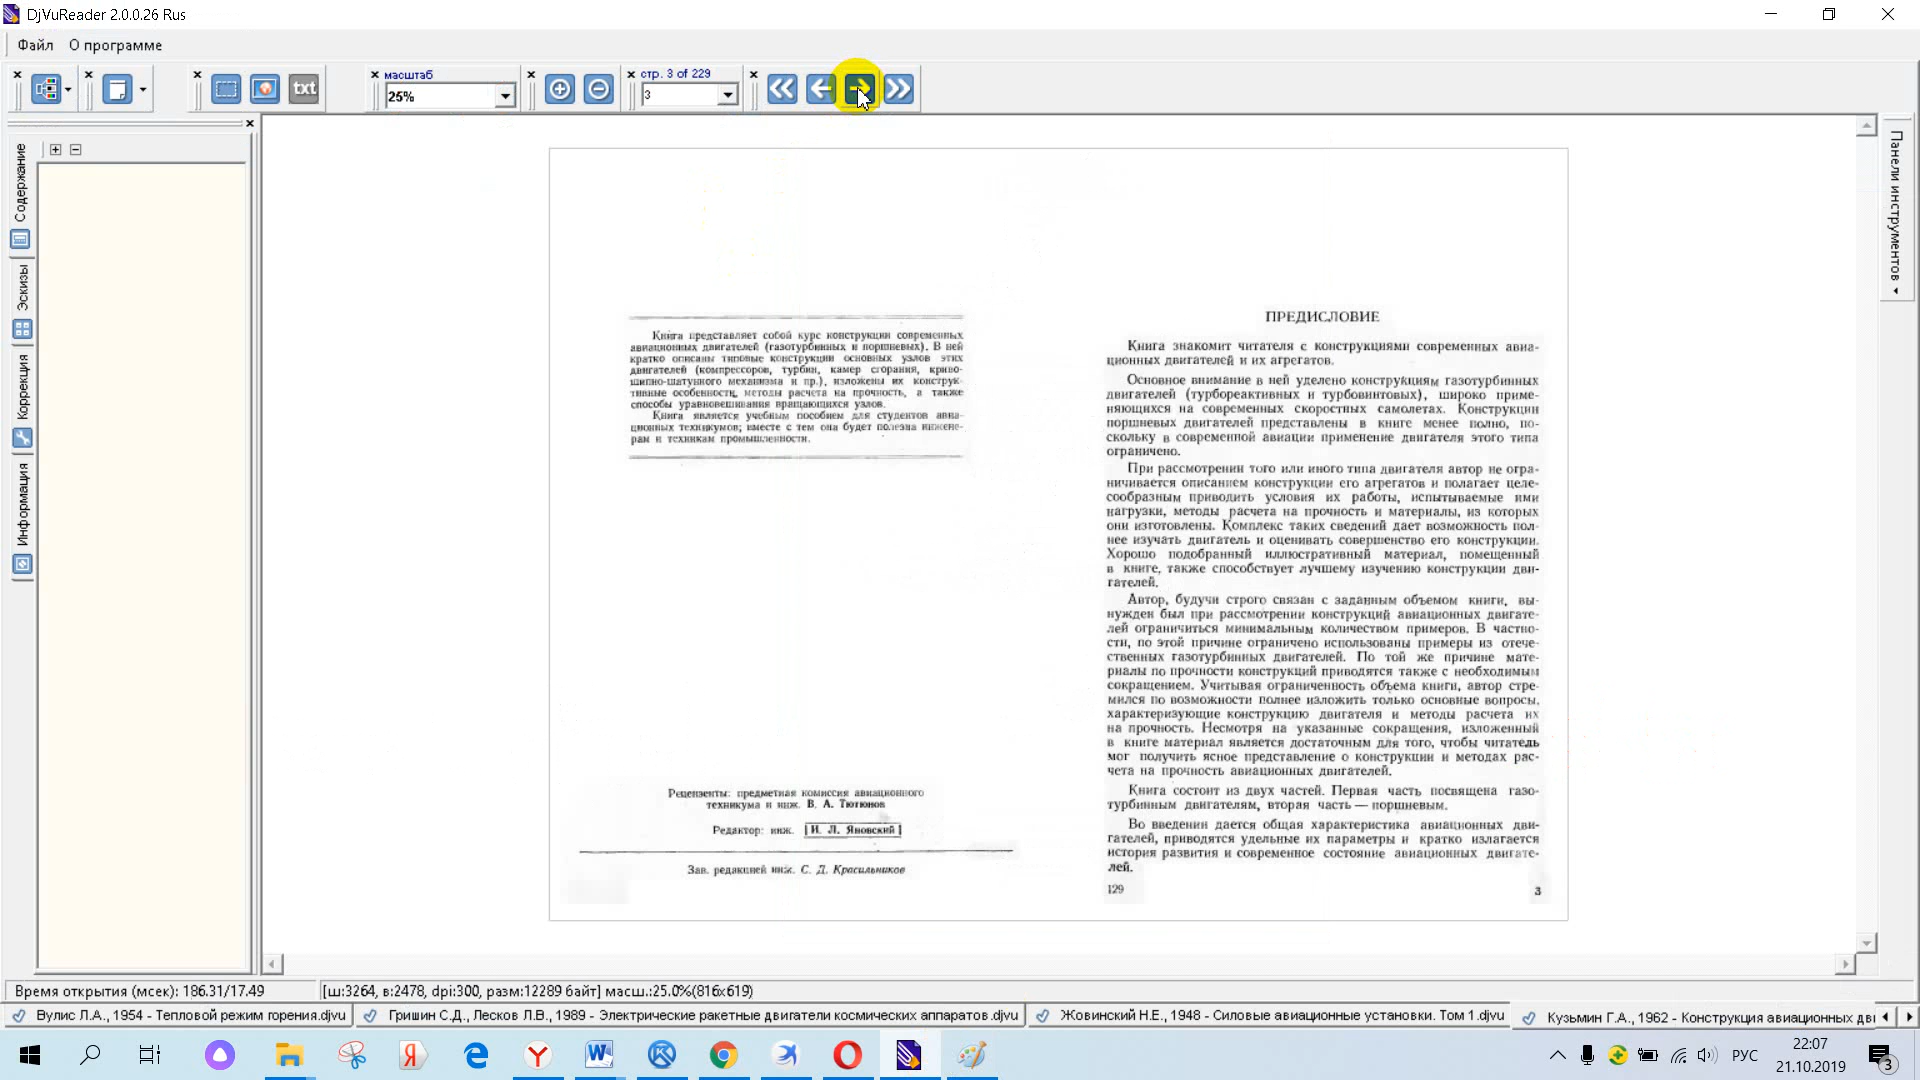 DjVuReader 2.0.0.26 Rus
Файл О программе
масштаб
25%
стр. 3 of 229
3
txt
Содержание
Эскизы
Коррекция
Информация
Панели инструментов
Книга представляет собой курс конструкции современных
авиационных двигателей (газотурбинных и поршневых). В ней
кратко описаны типовые конструкции основных узлов этих
двигателей (компрессоров, турбин, камер сгорания, криво-
шипно-шатунного механизма и пр.), изложены их конструк-
тивные особенности, методы расчета на прочность, а также
способы уравновешивания вращающихся узлов.
Книга является учебным пособием для студентов авиа-
ционных техникумов; вместе с тем она будет полезна инжене-
рам и техникам промышленности.
Рецензенты: предметная комиссия авиационного
техникума и инж. В. А. Тютюнов
Редактор: инж. И. Л. Яновский
Зав. редакцией инж. С. Д. Красильников
ПРЕДИСЛОВИЕ
Книга знакомит читателя с конструкциями современных авиа-
ционных двигателей и их агрегатов.
Основное внимание в ней уделено конструкциям газотурбинных
двигателей (турбореактивных и турбовинтовых), широко приме-
няющихся на современных скоростных самолетах. Конструкции
поршневых двигателей представлены в книге менее полно, по-
скольку в современной авиации применение двигателя этого типа
ограничено.
При рассмотрении того или иного типа двигателя автор не огра-
ничивается описанием конструкции его агрегатов и полагает целе-
сообразным приводить условия их работы, испытываемые ими
нагрузки, методы расчета на прочность и материалы, из которых
они изготовлены. Комплекс таких сведений дает возможность пол-
нее изучать двигатель и оценивать совершенство его конструкции.
Хорошо подобранный иллюстративный материал, помещенный
в книге, также способствует лучшему изучению конструкции дви-
гателей.
Автор, будучи строго связан с заданным объемом книги, вы-
нужден был при рассмотрении конструкций авиационных двигате-
лей ограничиться минимальным количеством примеров. В частно-
сти, по этой причине ограничено использованы примеры из отече-
ственных газотурбинных двигателей. По той же причине мате-
риалы по прочности конструкций приводятся также с необходимым
сокращением. Учитывая ограниченность объема книги, автор стре-
мился по возможности полнее изложить только основные вопросы,
характеризующие конструкцию двигателя и методы расчета их
на прочность. Несмотря на указанные сокращения, изложенный
в книге материал является достаточным для того, чтобы читатель
мог получить ясное представление о конструкции и методах рас-
чета на прочность авиационных двигателей.
Книга состоит из двух частей. Первая часть посвящена газо-
турбинным двигателям, вторая часть — поршневым.
Во введении дается общая характеристика авиационных дви-
гателей, приводятся удельные их параметры и кратко излагается
история развития и современное состояние авиационных двигате-
лей.
129 3
Время открытия (мсек): 186.31/17.49 [ш:3264, в:2478, dpi:300, разм:12289 байт] масш.:25.0%(816x619)
Вулис Л.А., 1954 - Тепловой режим горения.djvu Гришин С.Д., Лесков Л.В., 1989 - Электрические ракетные двигатели космических аппаратов.djvu Жовинский Н.Е., 1948 - Силовые авиационные установки. Том 1.djvu Кузьмин Г.А., 1962 - Конструкция авиационных дви
РУС
22:07
21.10.2019
3